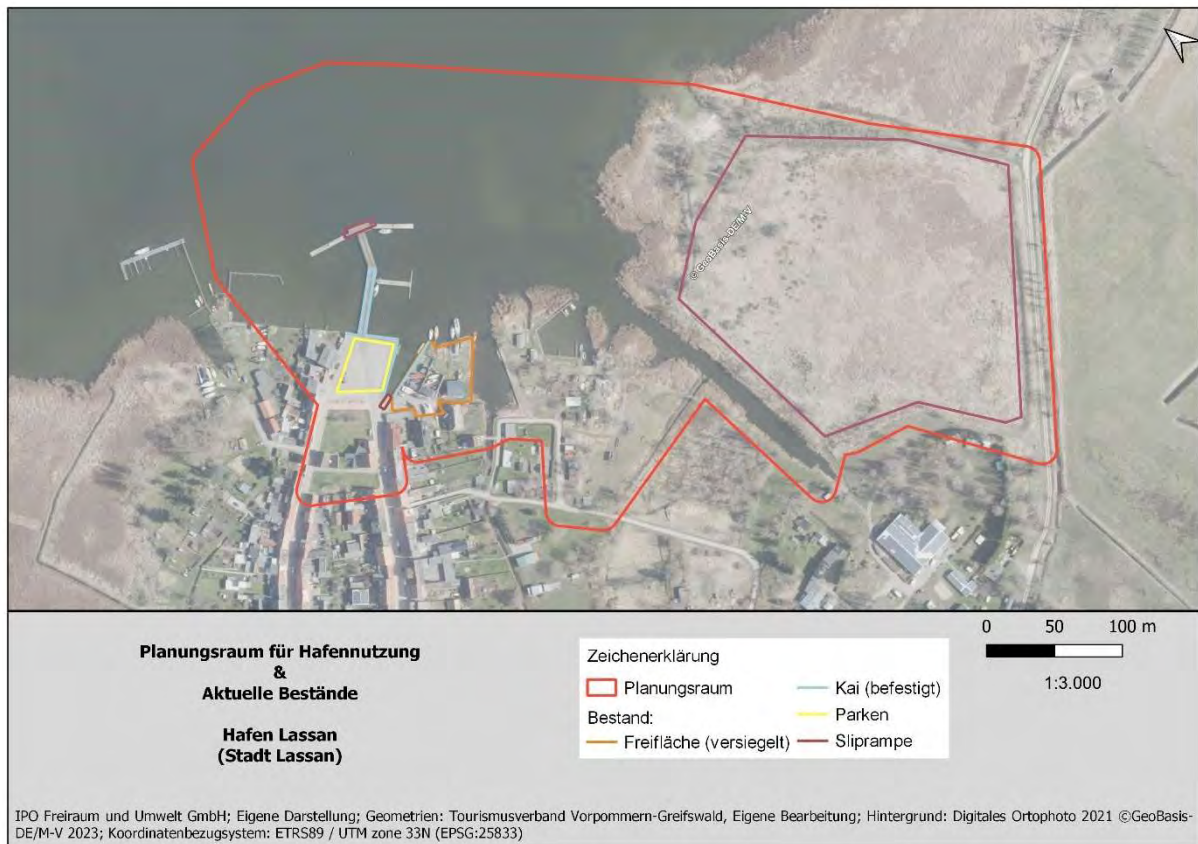 © GeoBasis-DE/M-V
Planungsraum für Hafennutzung
&
Aktuelle Bestände
Hafen Lassan
(Stadt Lassan)
Zeichenerklärung
Planungsraum
Bestand:
Freifläche (versiegelt)
Kai (befestigt)
Parken
Sliprampe
0 50 100 m
1:3.000
IPO Freiraum und Umwelt GmbH; Eigene Darstellung; Geometrien: Tourismusverband Vorpommern-Greifswald, Eigene Bearbeitung; Hintergrund: Digitales Ortophoto 2021 ©GeoBasis-
DE/M-V 2023; Koordinatenbezugsystem: ETRS89 / UTM zone 33N (EPSG:25833)